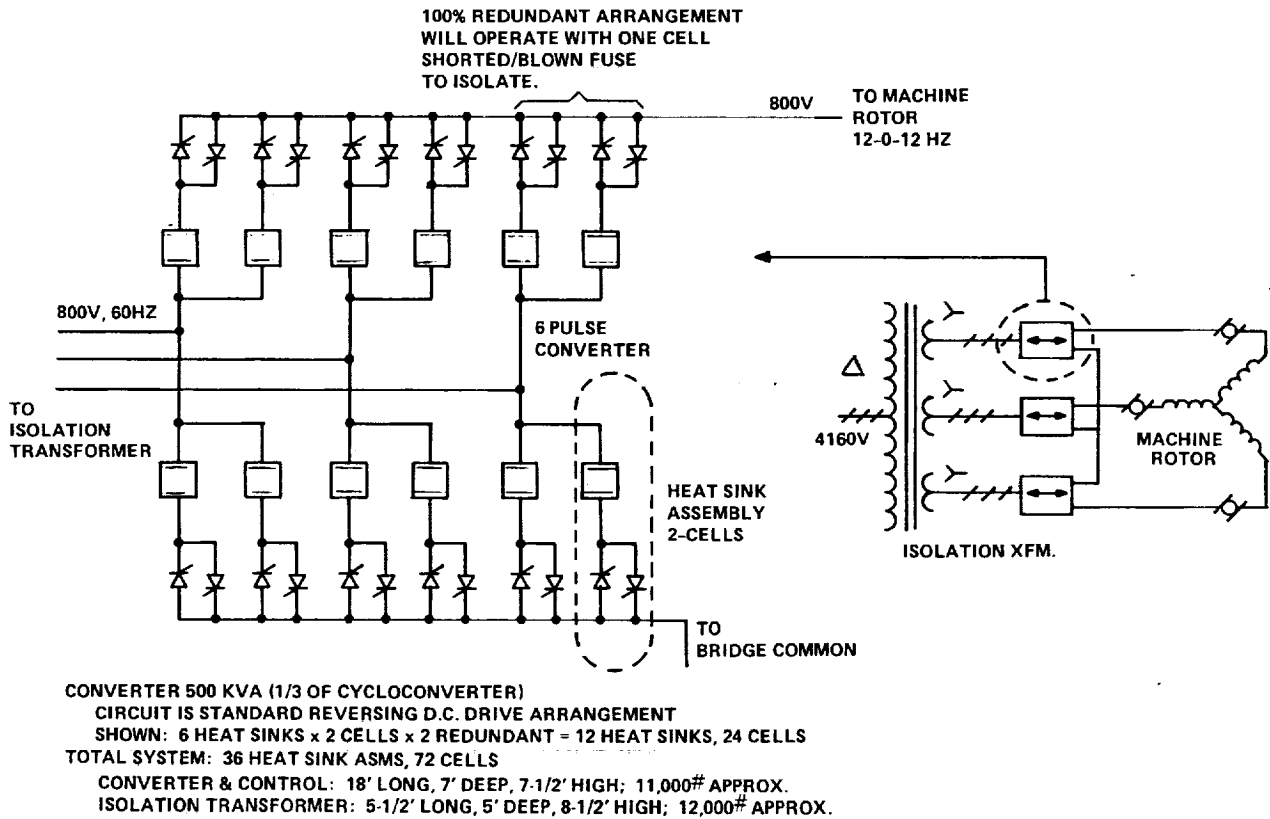 100% REDUNDANT ARRANGEMENT
WILL OPERATE WITH ONE CELL
SHORTED/BLOWN FUSE
TO ISOLATE.
800V
TO MACHINE
ROTOR
12-0-12 HZ
800V, 60HZ
6 PULSE
CONVERTER
TO
ISOLATION
TRANSFORMER
HEAT SINK
ASSEMBLY
2-CELLS
TO
BRIDGE COMMON
4160V
MACHINE
ROTOR
ISOLATION XFM.
CONVERTER 500 KVA (1/3 OF CYCLOCONVERTER)
CIRCUIT IS STANDARD REVERSING D.C. DRIVE ARRANGEMENT
SHOWN: 6 HEAT SINKS x 2 CELLS x 2 REDUNDANT = 12 HEAT SINKS, 24 CELLS
TOTAL SYSTEM: 36 HEAT SINK ASMS, 72 CELLS
CONVERTER & CONTROL: 18' LONG, 7' DEEP, 7-1/2' HIGH; 11,000# APPROX.
ISOLATION TRANSFORMER: 5-1/2' LONG, 5' DEEP, 8-1/2' HIGH; 12,000# APPROX.